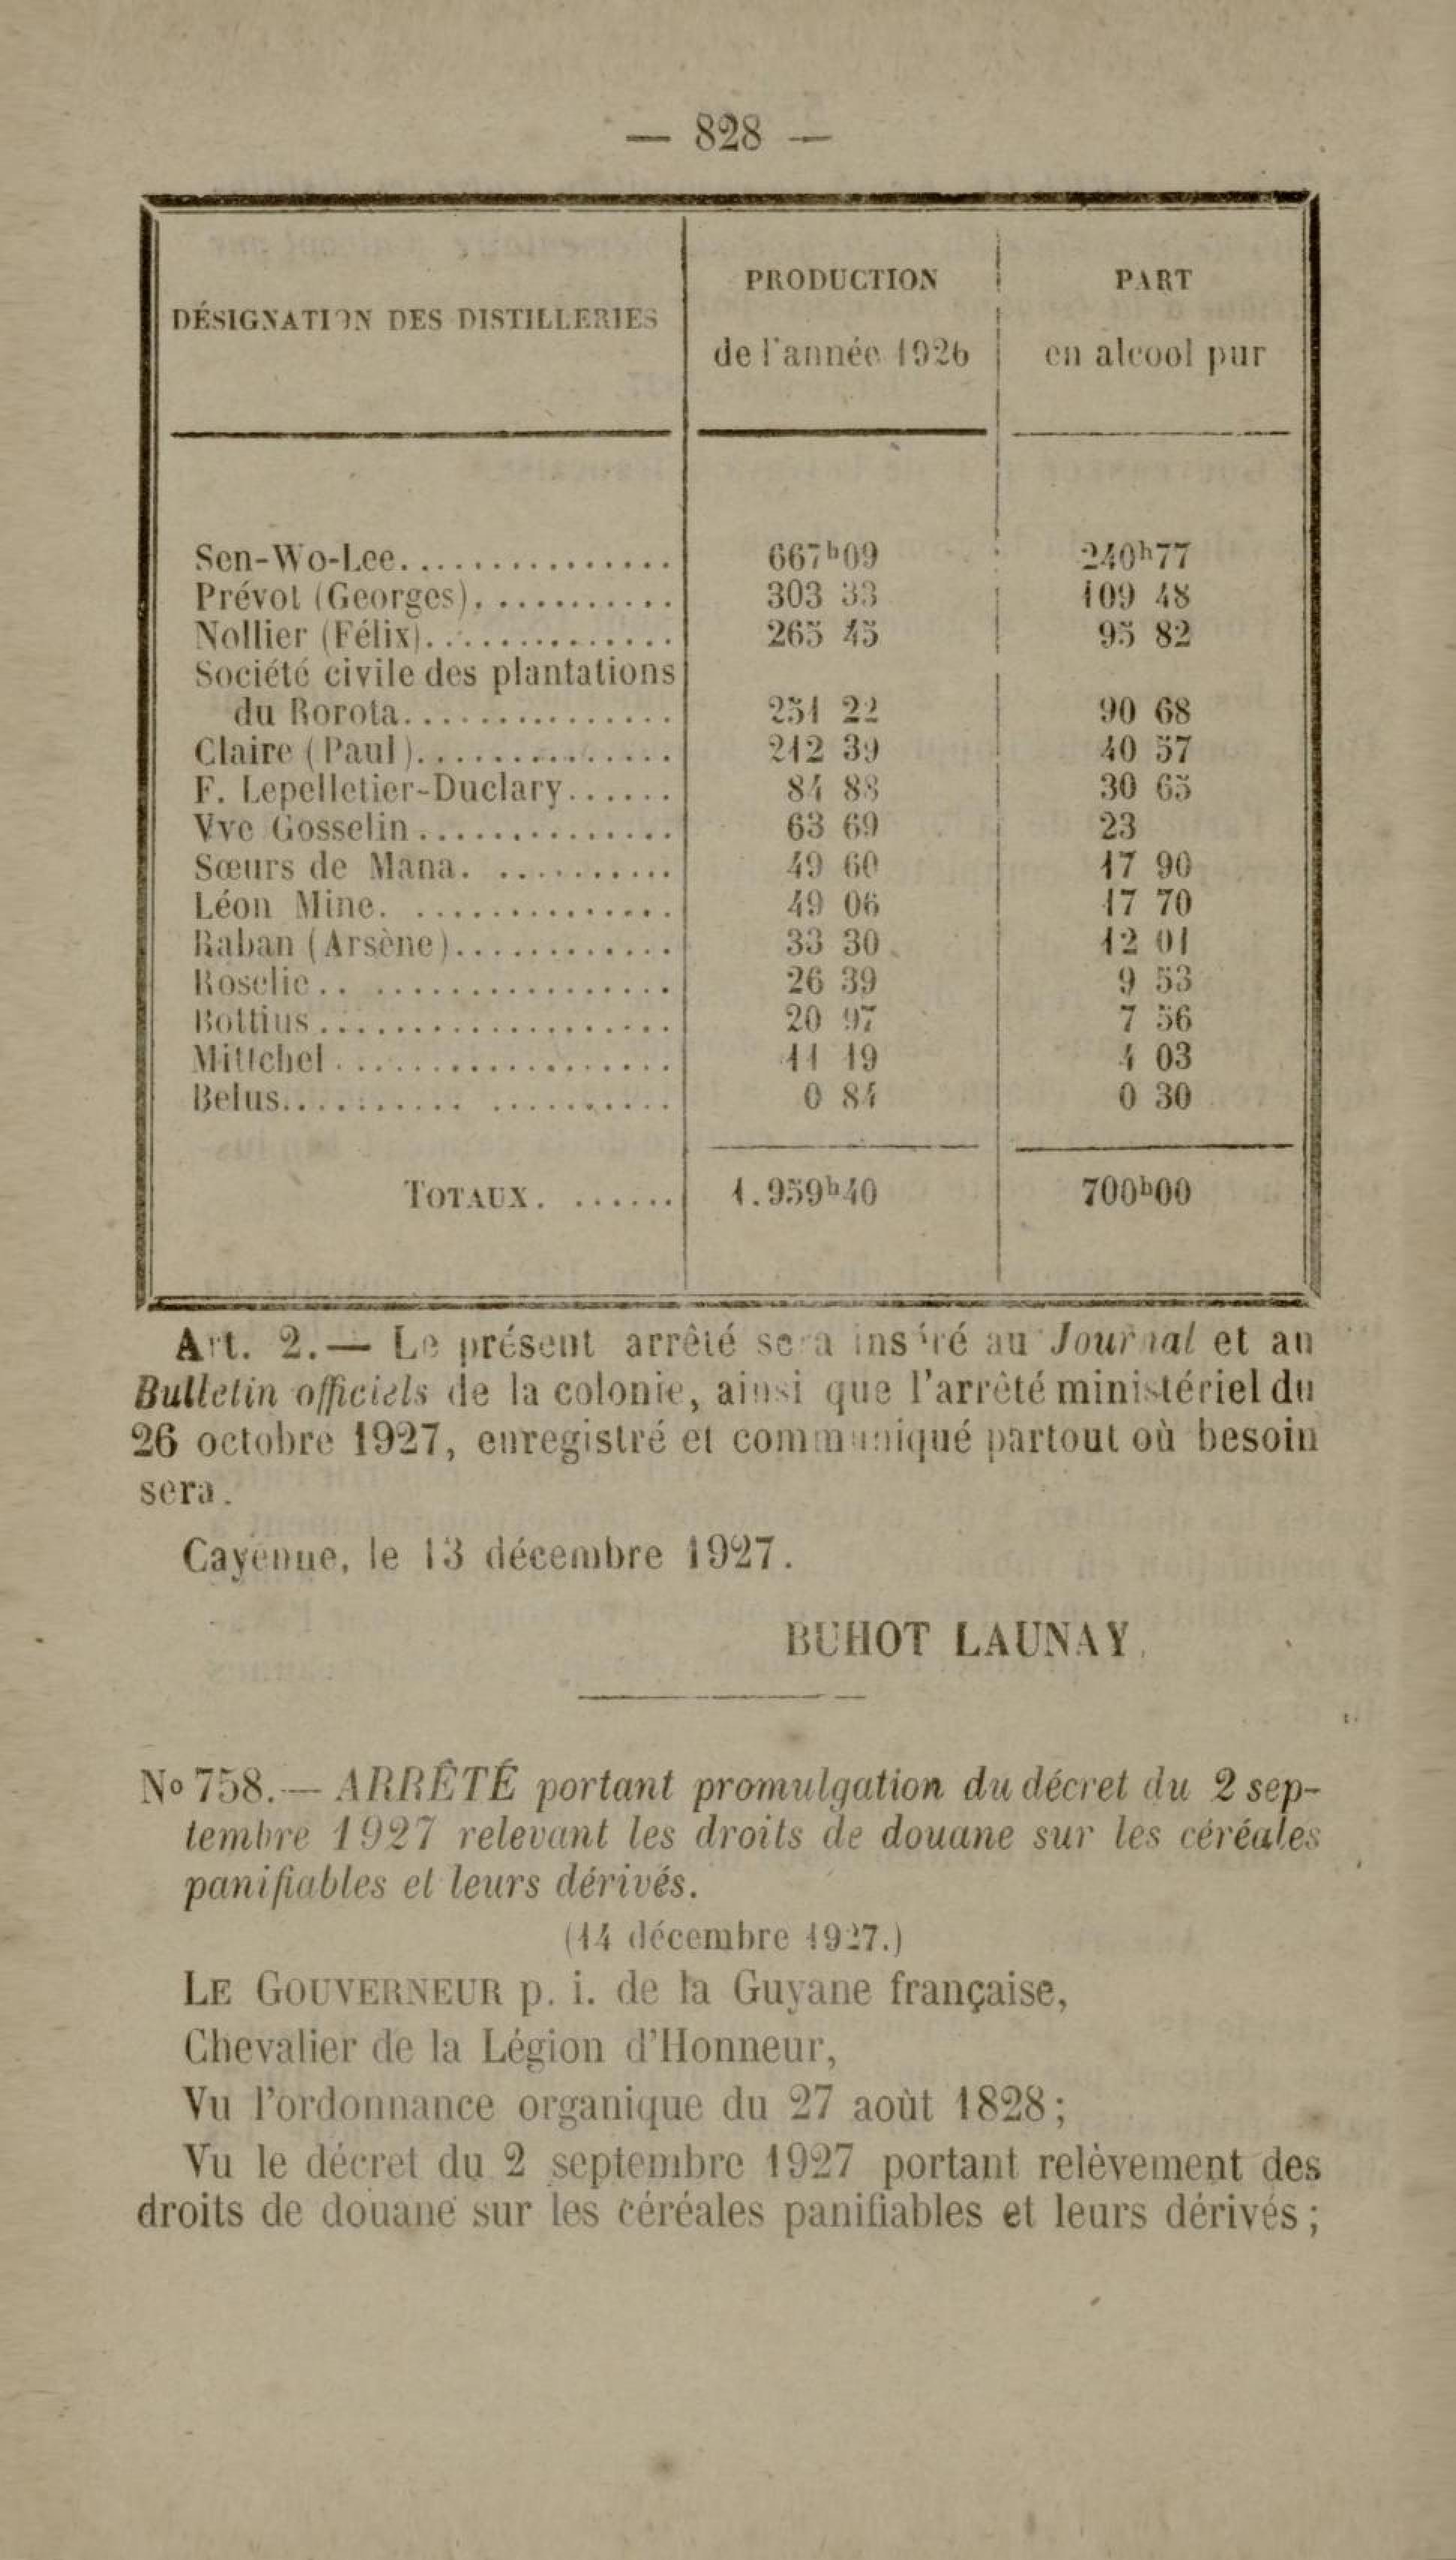 — 828 —
DÉSIGNATION DES DISTILLERIES
PRODUCTION
de l'année 1926
PART
en alcool pur
Sen-Wo-Lee............... 667h09 240h77
Prévot (Georges)........... 303 33 109 48
Nollier (Félix)............. 265 45 95 82
Société civile des plantations
du Rorota............... 251 22 90 68
Claire (Paul).............. 212 39 40 57
F. Lepelletier-Duclary...... 84 88 30 65
Vve Gosselin.............. 63 69 23
Sœurs de Mana. .......... 49 60 17 90
Léon Mine. .............. 49 06 17 70
Raban (Arsène)............ 33 30 12 01
Roselie.. ................ 26 39 9 53
Bottius................... 20 97 7 56
Mittchel.................. 11 19 4 03
Belus.......... .......... 0 84 0 30
TOTAUX. ...... 1.959h40 700h00
Art. 2.— Le présent arrêté sera inséré au Journal et au
Bulletin officiels de la colonie, ainsi que l'arrêté ministériel du
26 octobre 1927, enregistré et communiqué partout où besoin
sera.
Cayenne, le 13 décembre 1927.
BUHOT LAUNAY.
No 758.— ARRÊTÉ portant promulgation du décret du 2 sep-
tembre 1927 relevant les droits de douane sur les céréales
panifiables et leurs dérivés.
(14 décembre 1927.)
LE GOUVERNEUR p. i. de la Guyane française,
Chevalier de la Légion d'Honneur,
Vu l'ordonnance organique du 27 août 1828;
Vu le décret du 2 septembre 1927 portant relèvement des
droits de douane sur les céréales panifiables et leurs dérivés;